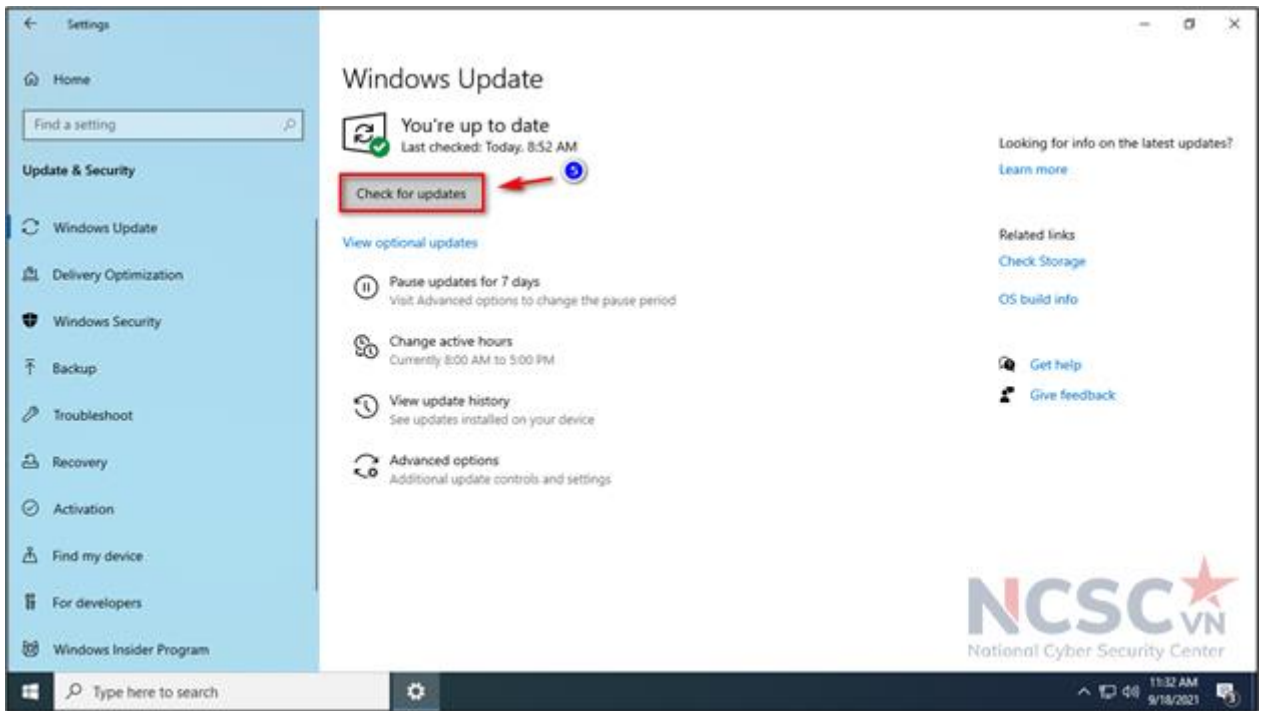 Settings
Home
Find a setting
Update & Security
Windows Update
Delivery Optimization
Windows Security
Backup
Troubleshoot
Recovery
Activation
Find my device
For developers
Windows Insider Program
Windows Update
You're up to date
Last checked: Today, 8:52 AM
5
Check for updates
View optional updates
Pause updates for 7 days
Visit Advanced options to change the pause period
Change active hours
Currently 8:00 AM to 5:00 PM
View update history
See updates installed on your device
Advanced options
Additional update controls and settings
Looking for info on the latest updates?
Learn more
Related links
Check Storage
OS build info
Get help
Give feedback
NCSC VN
National Cyber Security Center
Type here to search
11:32 AM
9/18/2021
3